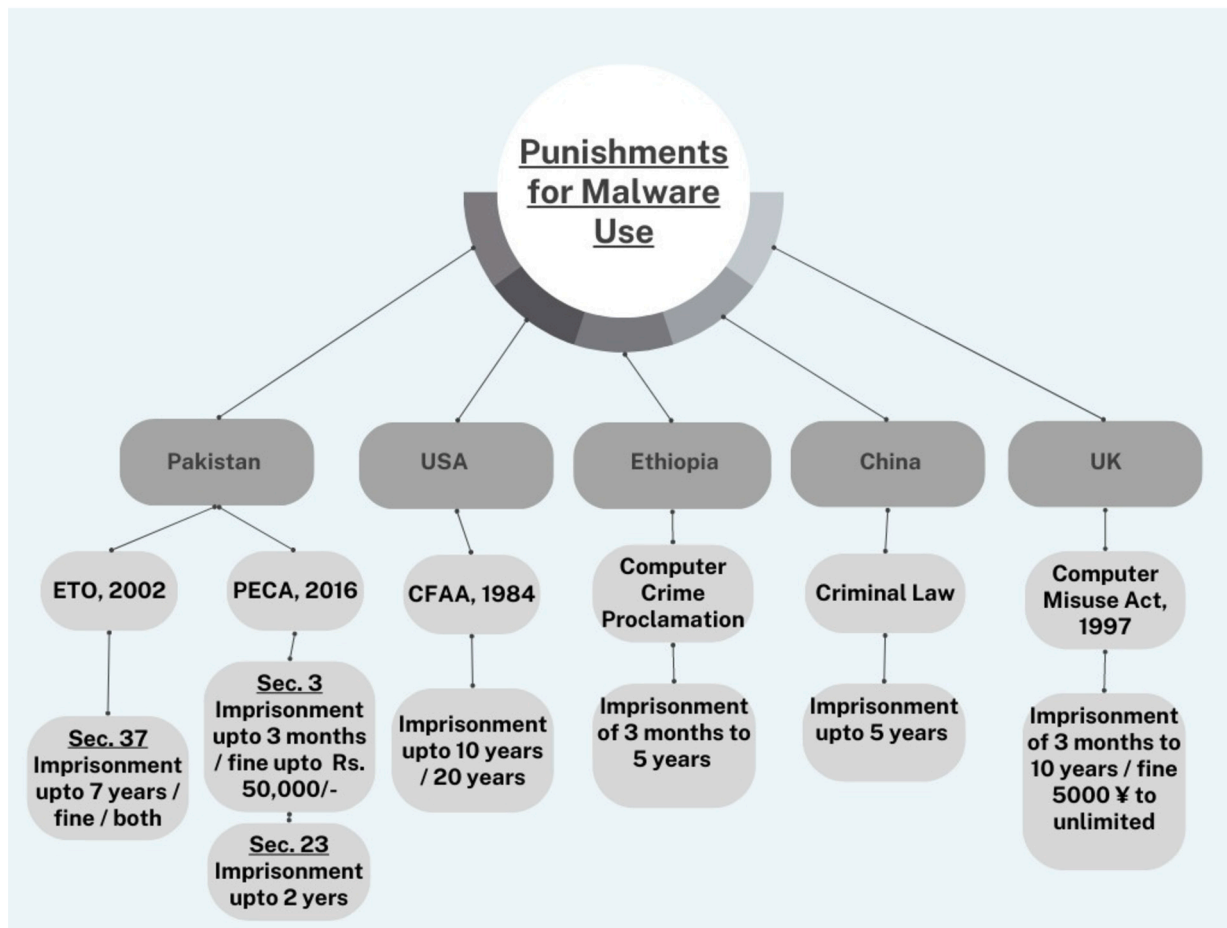 Punishments
for Malware
Use
Pakistan
USA
Ethiopia
China
UK
ETO, 2002
PECA, 2016
CFAA, 1984
Computer
Crime
Proclamation
Criminal Law
Computer
Misuse Act,
1997
Sec. 37
Imprisonment
upto 7 years /
fine / both
Sec. 3
Imprisonment
upto 3 months
/ fine upto Rs.
50,000/-
Sec. 23
Imprisonment
upto 2 yers
Imprisonment
upto 10 years
/ 20 years
Imprisonment
of 3 months to
5 years
Imprisonment
upto 5 years
Imprisonment
of 3 months to
10 years / fine
5000 ¥ to
unlimited